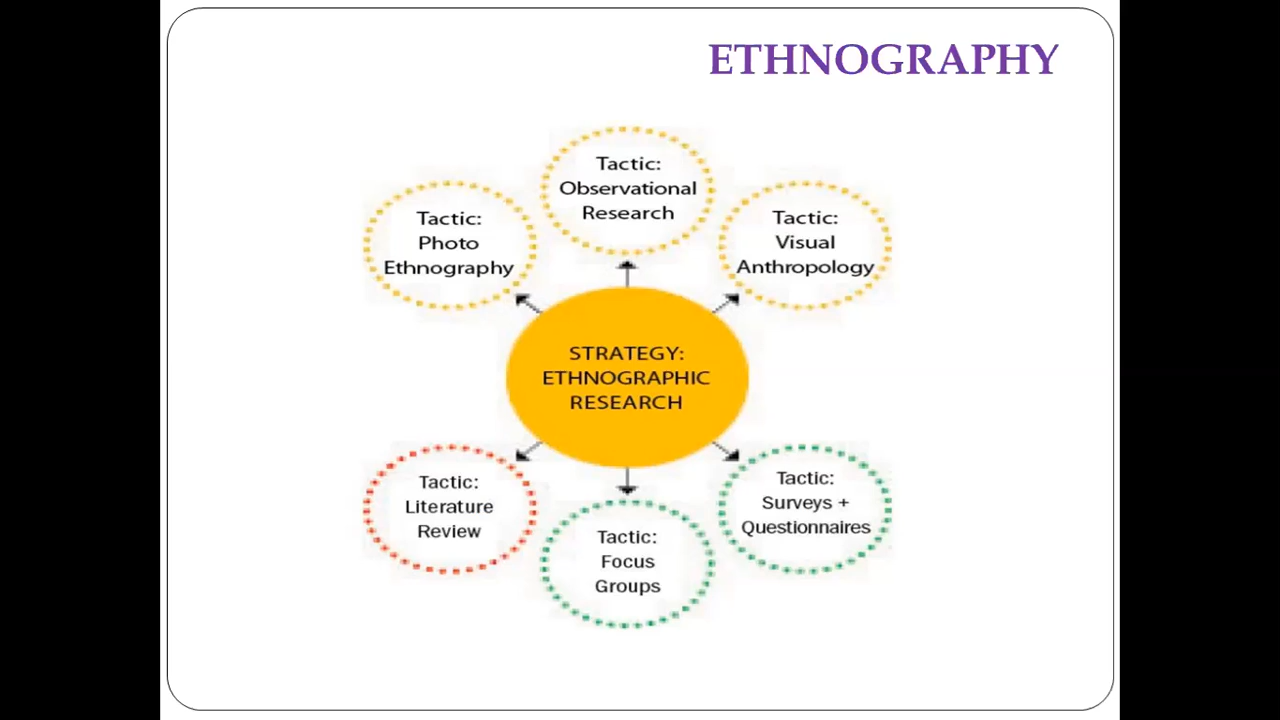 ETHNOGRAPHY
Tactic:
Observational
Research
Tactic:
Photo
Ethnography
Tactic:
Visual
Anthropology
STRATEGY:
ETHNOGRAPHIC
RESEARCH
Tactic:
Literature
Review
Tactic:
Focus
Groups
Tactic:
Surveys +
Questionnaires